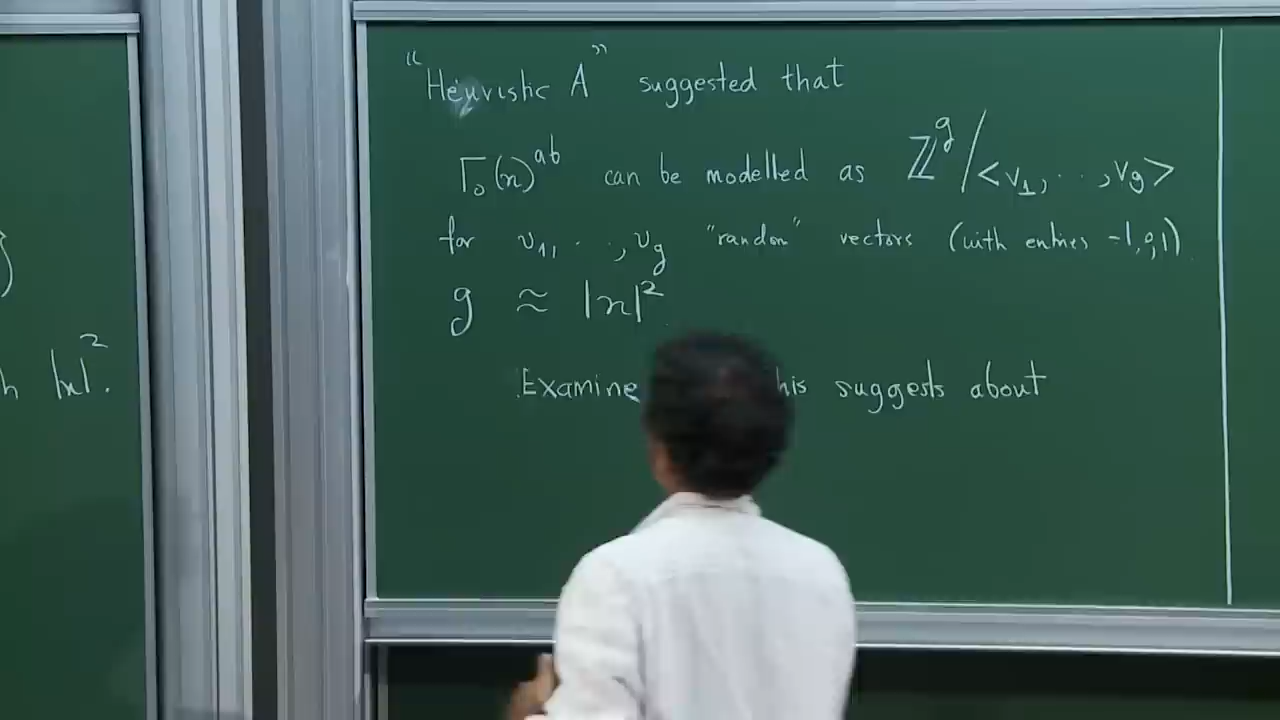 )
n |n|².
"Heuristic A" suggested that
Γ₀(n)^{ab} can be modelled as ℤ^g / <v₁, . . , v_g>
for v₁, . . , v_g "random" vectors (with entries -1,0,1)
g ≈ |n|²
Examine his suggests about